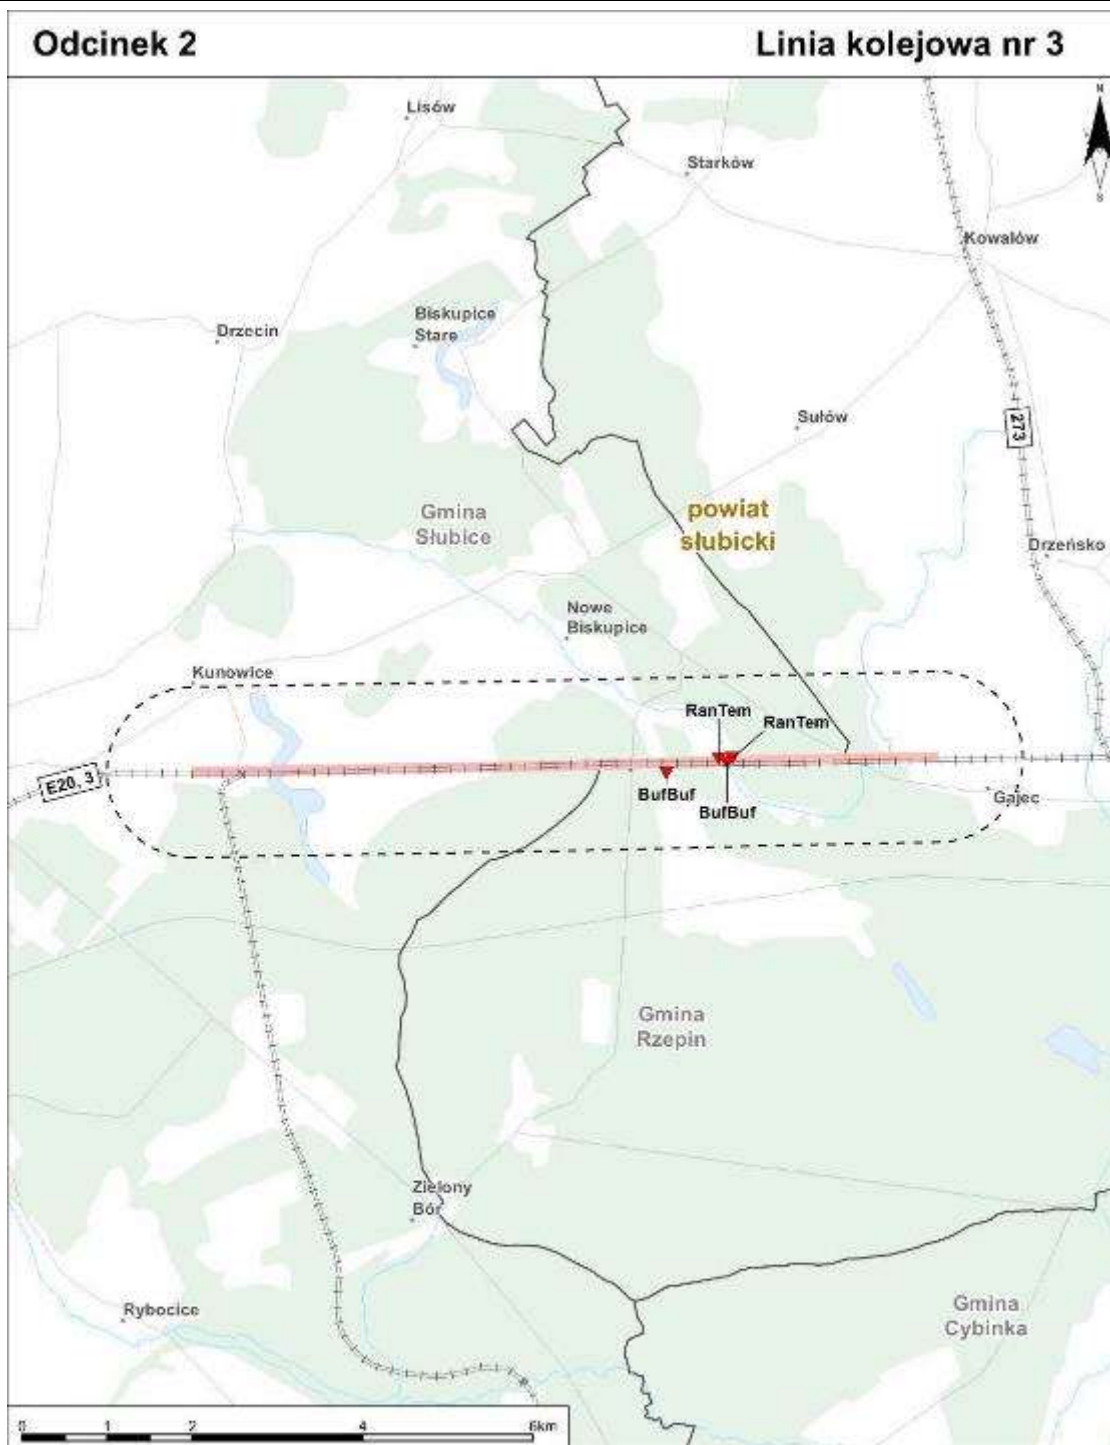 Odcinek 2
Linia kolejowa nr 3
N
S
Lisów
Starków
Kowalów
Biskupice
Stare
Drzecin
Sułów
273
Gmina
Słubice
powiat
słubicki
Drzeńsko
Nowe
Biskupice
Kunowice
RanTem
RanTem
E20, 3
BufBuf
BufBuf
Gajec
Gmina
Rzepin
Zielony
Bór
Rybocice
Gmina
Cybinka
0 1 2 4 6km